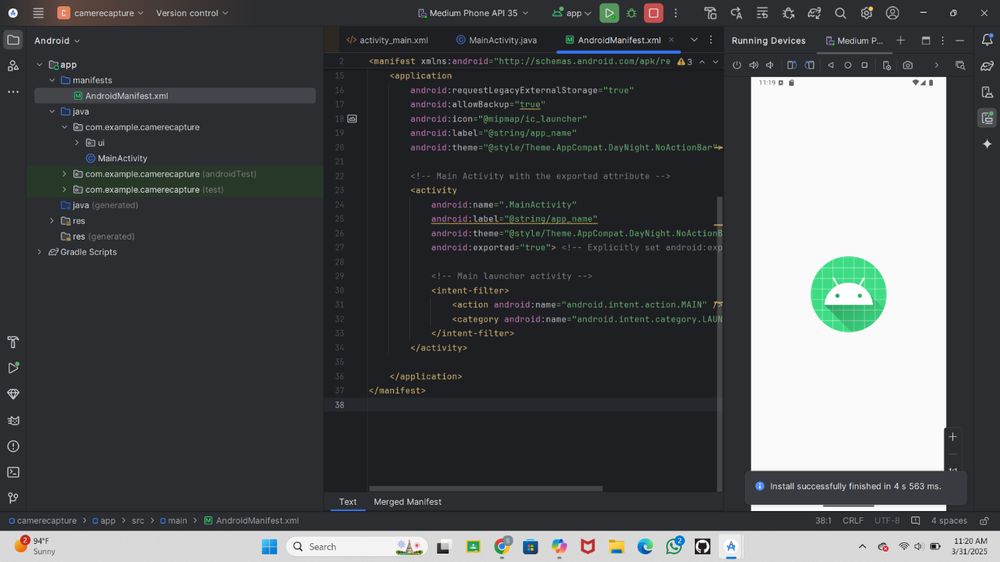 C camerecapture Version control
Medium Phone API 35 app
Android
app
manifests
AndroidManifest.xml
java
com.example.camerecapture
ui
MainActivity
com.example.camerecapture (androidTest)
com.example.camerecapture (test)
java (generated)
res
res (generated)
Gradle Scripts
activity_main.xml MainActivity.java AndroidManifest.xml
2 <manifest xmlns:android="http://schemas.android.com/apk/re 3
15 <application
16 android:requestLegacyExternalStorage="true"
17 android:allowBackup="true"
18 android:icon="@mipmap/ic_launcher"
19 android:label="@string/app_name"
20 android:theme="@style/Theme.AppCompat.DayNight.NoActionBar">
21
22 <!-- Main Activity with the exported attribute -->
23 <activity
24 android:name=".MainActivity"
25 android:label="@string/app_name"
26 android:theme="@style/Theme.AppCompat.DayNight.NoActionB
27 android:exported="true"> <!-- Explicitly set android:exp
28
29 <!-- Main launcher activity -->
30 <intent-filter>
31 <action android:name="android.intent.action.MAIN" />
32 <category android:name="android.intent.category.LAUN
33 </intent-filter>
34 </activity>
35
36 </application>
37 </manifest>
38
Text Merged Manifest
Running Devices Medium P...
11:19
1:1
Install successfully finished in 4 s 563 ms.
camerecapture > app > src > main > AndroidManifest.xml
38:1 CRLF UTF-8 4 spaces
2
94°F
Sunny
Search
S
2
11:20 AM
3/31/2025